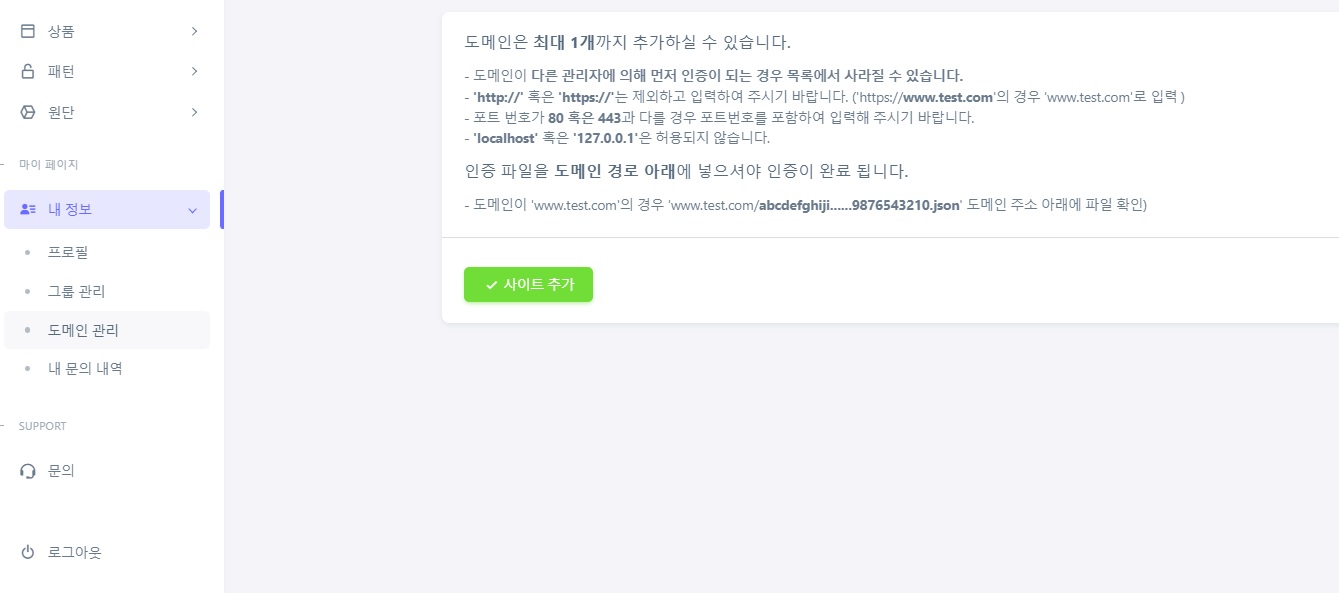 상품
패턴
원단
마이 페이지
내 정보
프로필
그룹 관리
도메인 관리
내 문의 내역
SUPPORT
문의
로그아웃
도메인은 최대 1개까지 추가하실 수 있습니다.
- 도메인이 다른 관리자에 의해 먼저 인증이 되는 경우 목록에서 사라질 수 있습니다.
- 'http://' 혹은 'https://'는 제외하고 입력하여 주시기 바랍니다. ('https://www.test.com'의 경우 'www.test.com'로 입력 )
- 포트 번호가 80 혹은 443과 다를 경우 포트번호를 포함하여 입력해 주시기 바랍니다.
- 'localhost' 혹은 '127.0.0.1'은 허용되지 않습니다.
인증 파일을 도메인 경로 아래에 넣으셔야 인증이 완료 됩니다.
- 도메인이 'www.test.com'의 경우 'www.test.com/abcdefghiji......9876543210.json' 도메인 주소 아래에 파일 확인)
사이트 추가